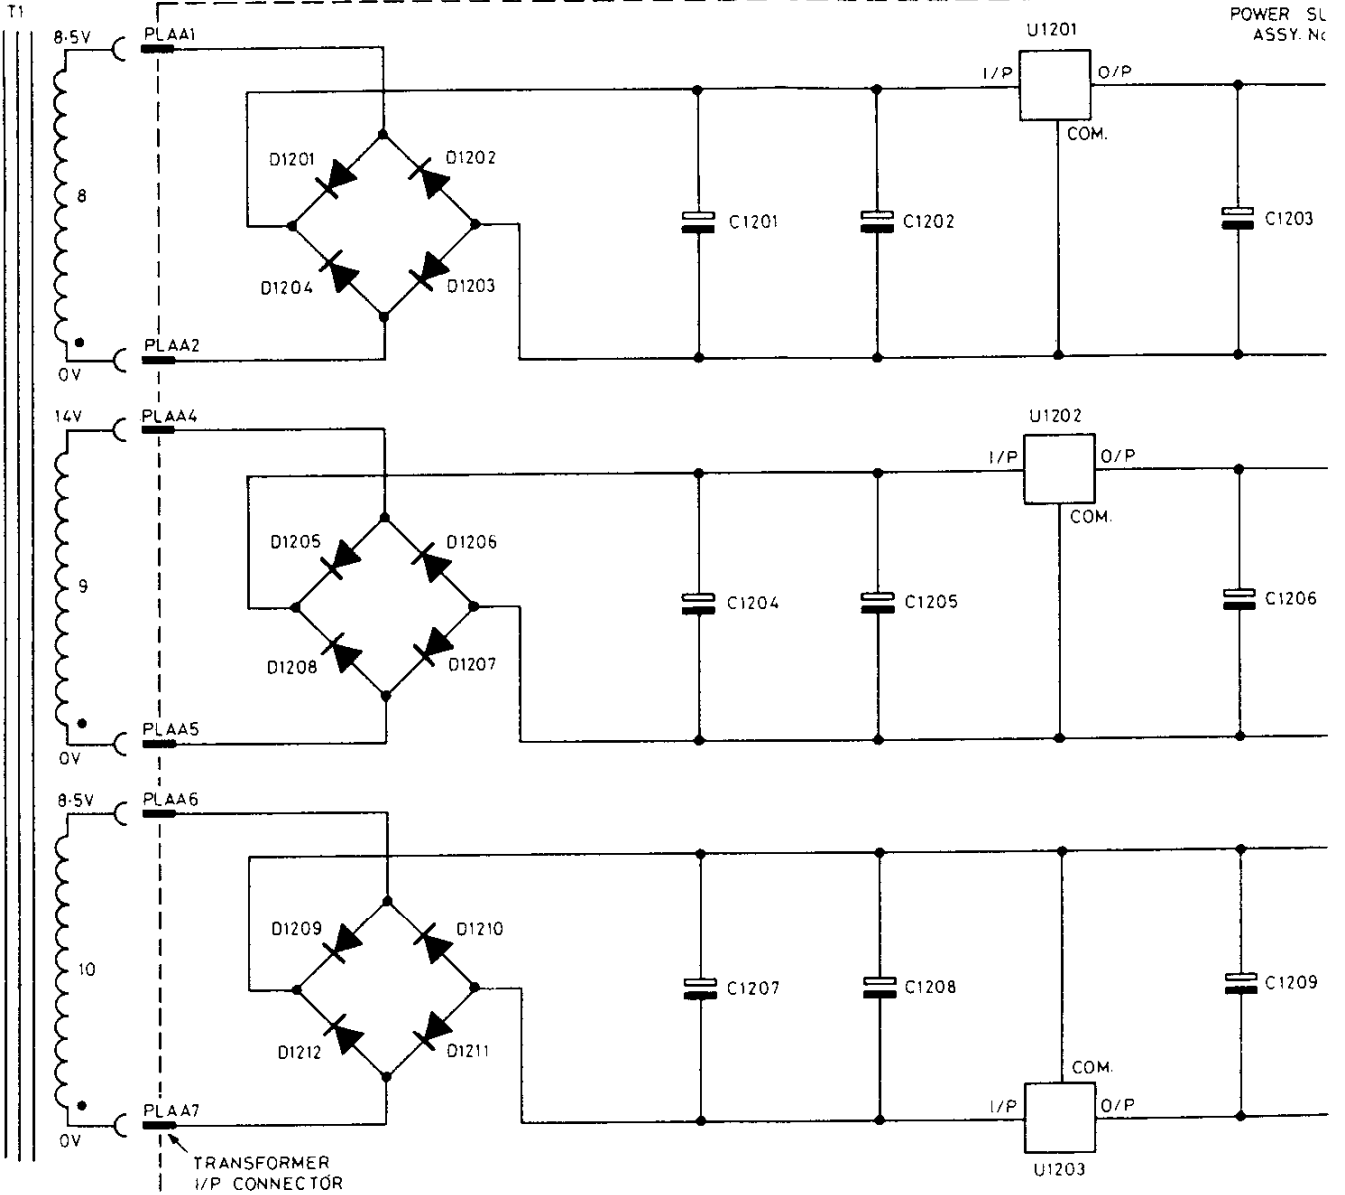 T1
POWER SL
ASSY. No
8·5V
PLAA1
U1201
I/P
O/P
COM.
D1201
D1202
8
C1201
C1202
C1203
D1204
D1203
PLAA2
0V
14V
PLAA4
U1202
I/P
O/P
COM.
D1205
D1206
9
C1204
C1205
C1206
D1208
D1207
PLAA5
0V
8·5V
PLAA6
D1209
D1210
10
C1207
C1208
C1209
D1212
D1211
COM.
PLAA7
I/P
O/P
0V
TRANSFORMER
I/P CONNECTOR
U1203